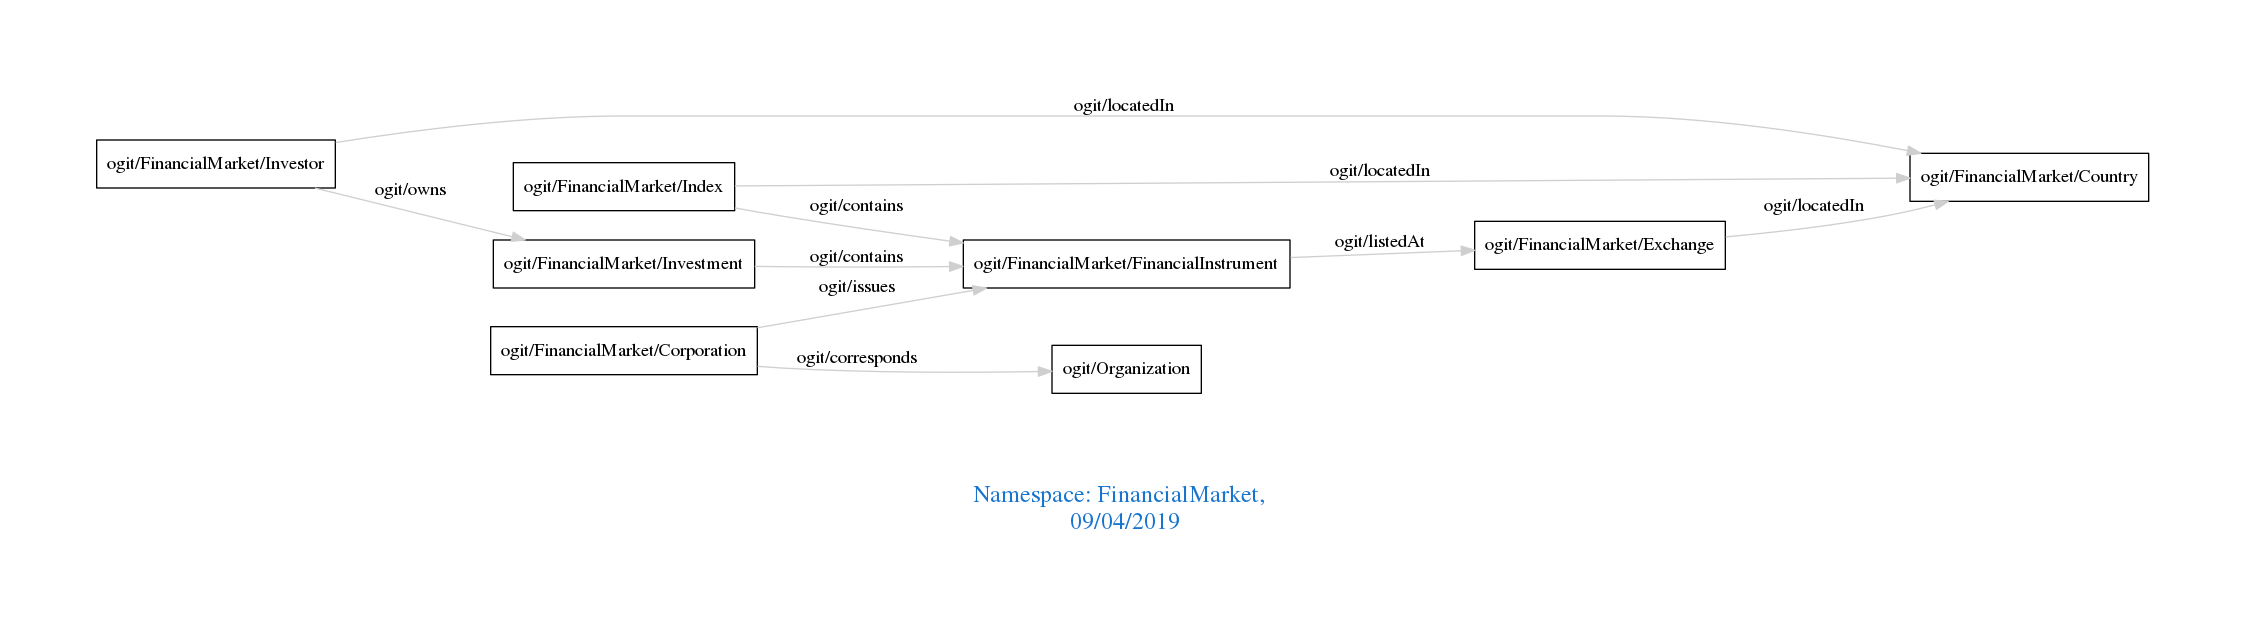 ogit/locatedIn
ogit/FinancialMarket/Investor
ogit/owns
ogit/FinancialMarket/Index
ogit/locatedIn
ogit/FinancialMarket/Country
ogit/contains
ogit/locatedIn
ogit/FinancialMarket/Investment
ogit/contains
ogit/FinancialMarket/FinancialInstrument
ogit/listedAt
ogit/FinancialMarket/Exchange
ogit/issues
ogit/FinancialMarket/Corporation
ogit/corresponds
ogit/Organization
Namespace: FinancialMarket,
09/04/2019